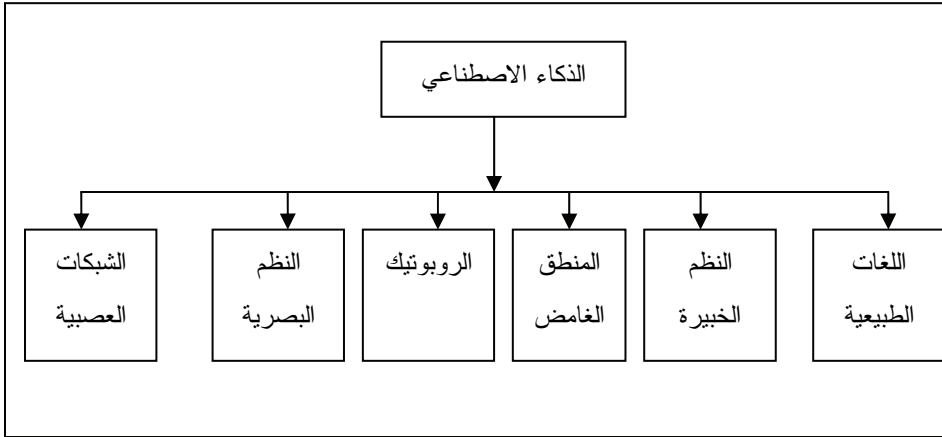 الذكاء الاصطناعي
اللغات
الطبيعية
النظم
الخبيرة
المنطق
الغامض
الروبوتيك
النظم
البصرية
الشبكات
العصبية